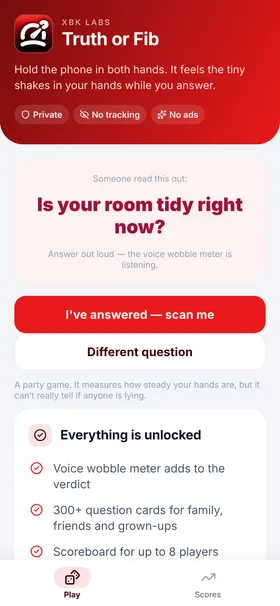 XBK LABS
Truth or Fib
Hold the phone in both hands. It feels the tiny
shakes in your hands while you answer.
Private
No tracking
No ads
Someone read this out:
Is your room tidy right
now?
Answer out loud — the voice wobble meter is
listening.
I've answered — scan me
Different question
A party game. It measures how steady your hands are, but it
can't really tell if anyone is lying.
Everything is unlocked
Voice wobble meter adds to the
verdict
300+ question cards for family,
friends and grown-ups
Scoreboard for up to 8 players
Play
Scores